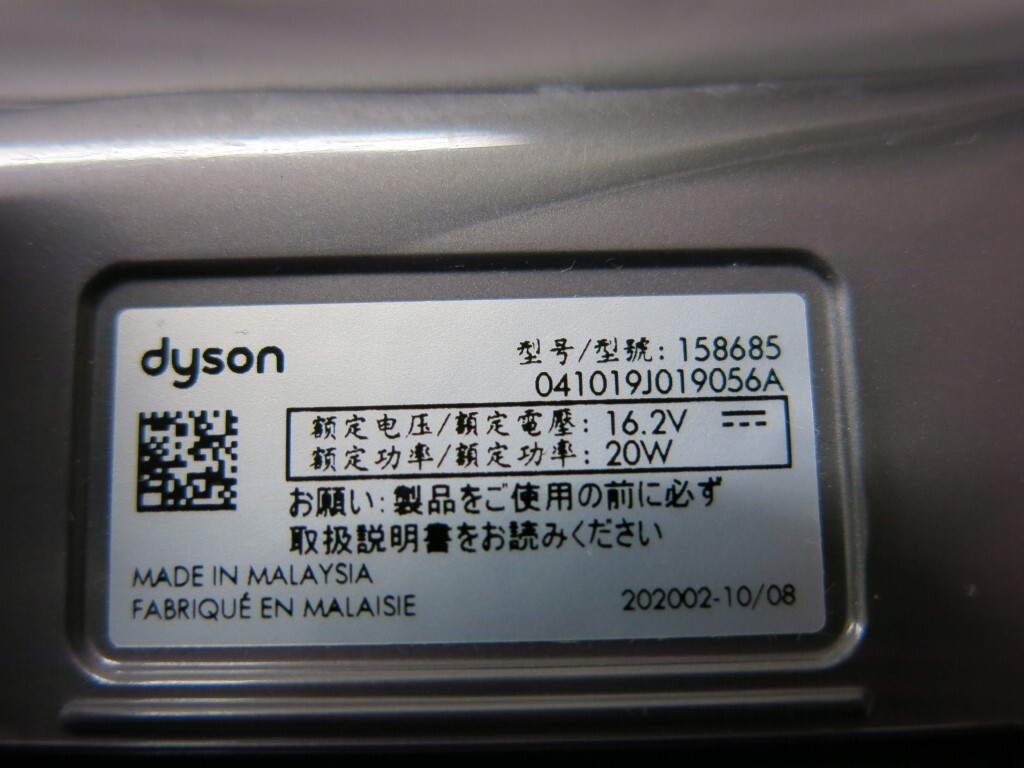 dyson
型号/型號: 158685
041019J019056A
额定电压/額定電壓: 16.2V
额定功率/額定功率: 20W
お願い: 製品をご使用の前に必ず
取扱説明書をお読みください
MADE IN MALAYSIA
FABRIQUÉ EN MALAISIE
202002-10/08